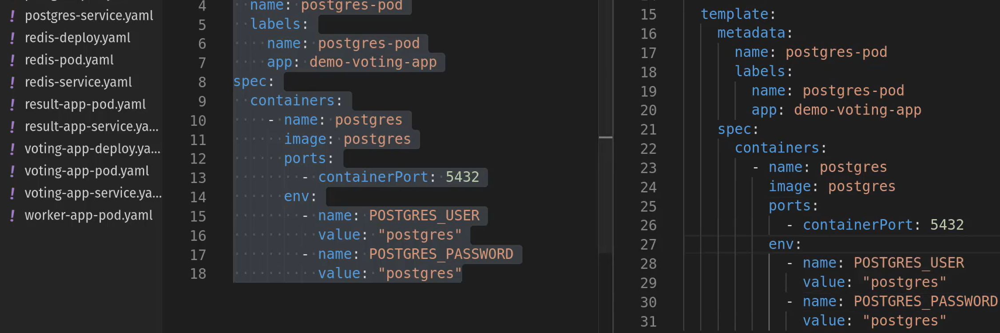 postgres-service.yaml
redis-deploy.yaml
redis-pod.yaml
redis-service.yaml
result-app-pod.yaml
result-app-service.ya...
voting-app-deploy.ya...
voting-app-pod.yaml
voting-app-service.ya...
worker-app-pod.yaml
4 name: postgres-pod
5 labels:
6 name: postgres-pod
7 app: demo-voting-app
8 spec:
9 containers:
10 - name: postgres
11 image: postgres
12 ports:
13 - containerPort: 5432
14 env:
15 - name: POSTGRES_USER
16 value: "postgres"
17 - name: POSTGRES_PASSWORD
18 value: "postgres"
15 template:
16 metadata:
17 name: postgres-pod
18 labels:
19 name: postgres-pod
20 app: demo-voting-app
21 spec:
22 containers:
23 - name: postgres
24 image: postgres
25 ports:
26 - containerPort: 5432
27 env:
28 - name: POSTGRES_USER
29 value: "postgres"
30 - name: POSTGRES_PASSWORD
31 value: "postgres"